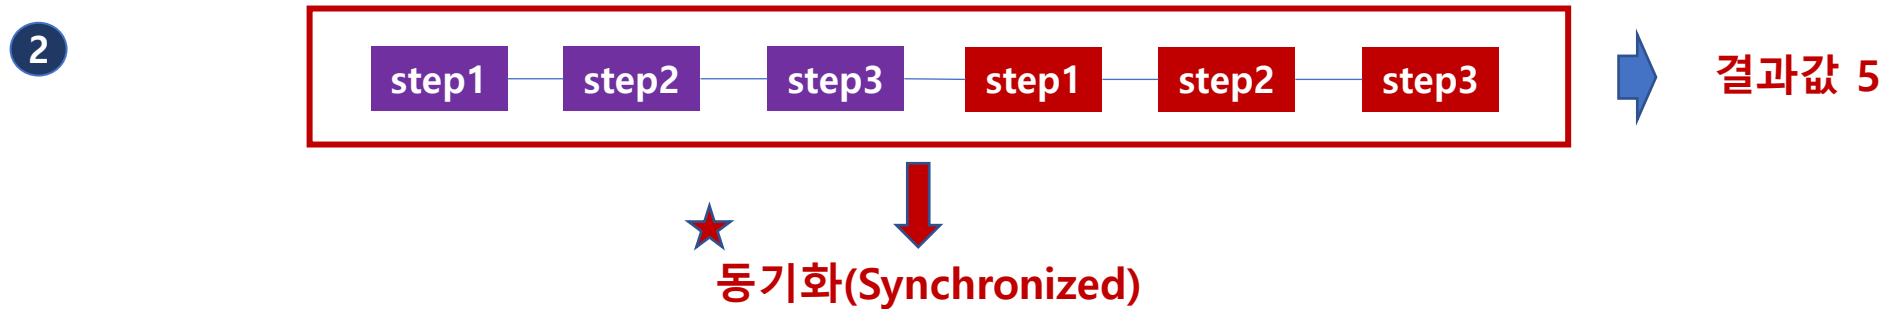 2
step1 step2 step3 step1 step2 step3
결과값 5
동기화(Synchronized)